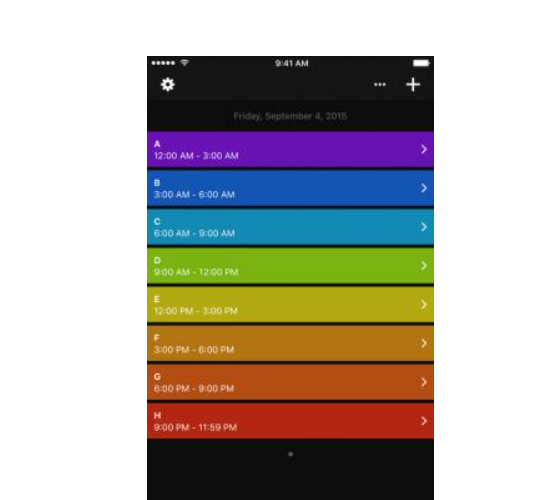 9:41 AM
Friday, September 4, 2015
A
12:00 AM - 3:00 AM
B
3:00 AM - 6:00 AM
C
6:00 AM - 9:00 AM
D
9:00 AM - 12:00 PM
E
12:00 PM - 3:00 PM
F
3:00 PM - 6:00 PM
G
6:00 PM - 9:00 PM
H
9:00 PM - 11:59 PM